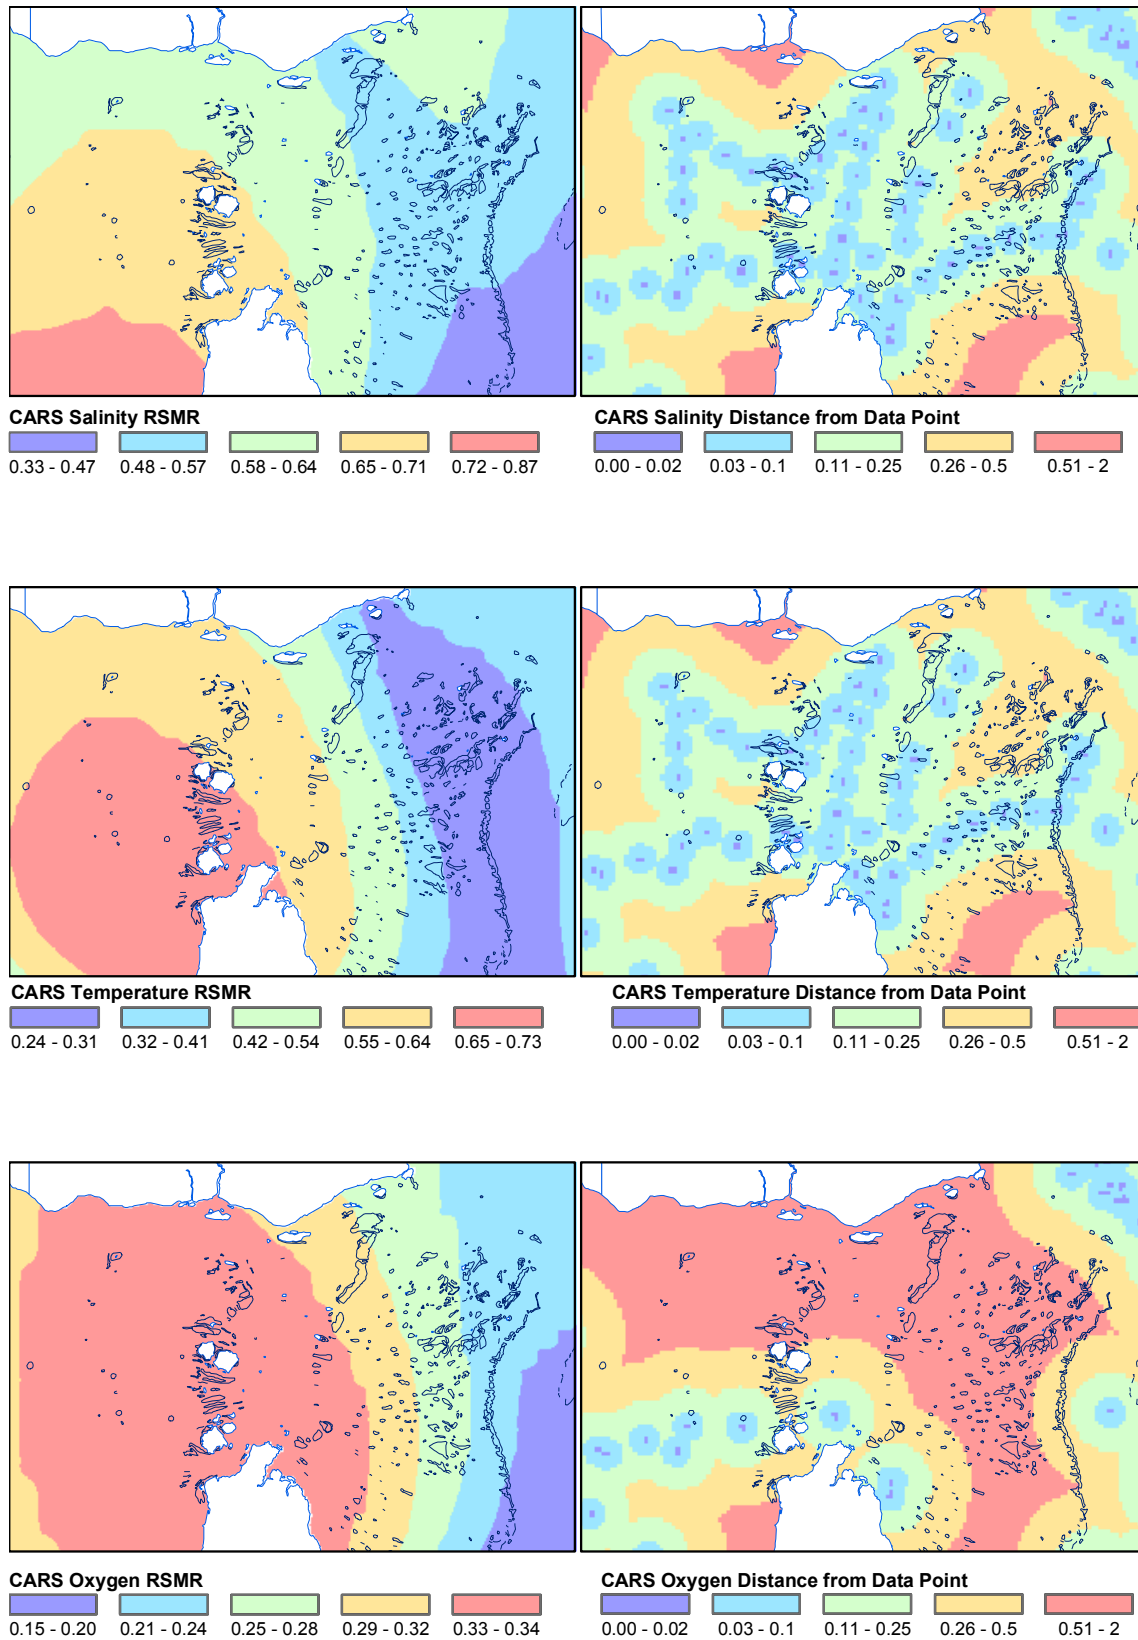 CARS Salinity RSMR
0.33 - 0.47 0.48 - 0.57 0.58 - 0.64 0.65 - 0.71 0.72 - 0.87
CARS Salinity Distance from Data Point
0.00 - 0.02 0.03 - 0.1 0.11 - 0.25 0.26 - 0.5 0.51 - 2
CARS Temperature RSMR
0.24 - 0.31 0.32 - 0.41 0.42 - 0.54 0.55 - 0.64 0.65 - 0.73
CARS Temperature Distance from Data Point
0.00 - 0.02 0.03 - 0.1 0.11 - 0.25 0.26 - 0.5 0.51 - 2
CARS Oxygen RSMR
0.15 - 0.20 0.21 - 0.24 0.25 - 0.28 0.29 - 0.32 0.33 - 0.34
CARS Oxygen Distance from Data Point
0.00 - 0.02 0.03 - 0.1 0.11 - 0.25 0.26 - 0.5 0.51 - 2